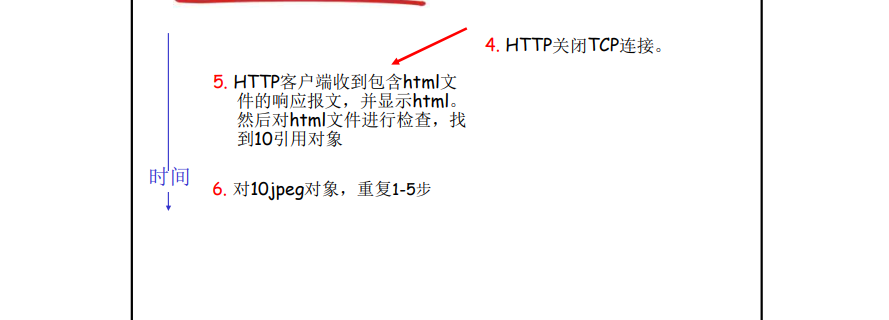 4. HTTP关闭TCP连接。
5. HTTP客户端收到包含html文
件的响应报文，并显示html。
然后对html文件进行检查，找
到10引用对象
时间
6. 对10jpeg对象，重复1-5步